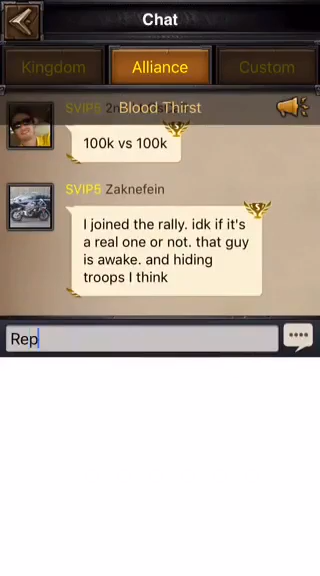 Chat
Kingdom
Alliance
Custom
Blood Thirst
SVIP5
100k vs 100k
SVIP5 Zaknefein
I joined the rally. idk if it's
a real one or not. that guy
is awake. and hiding
troops I think
Rep